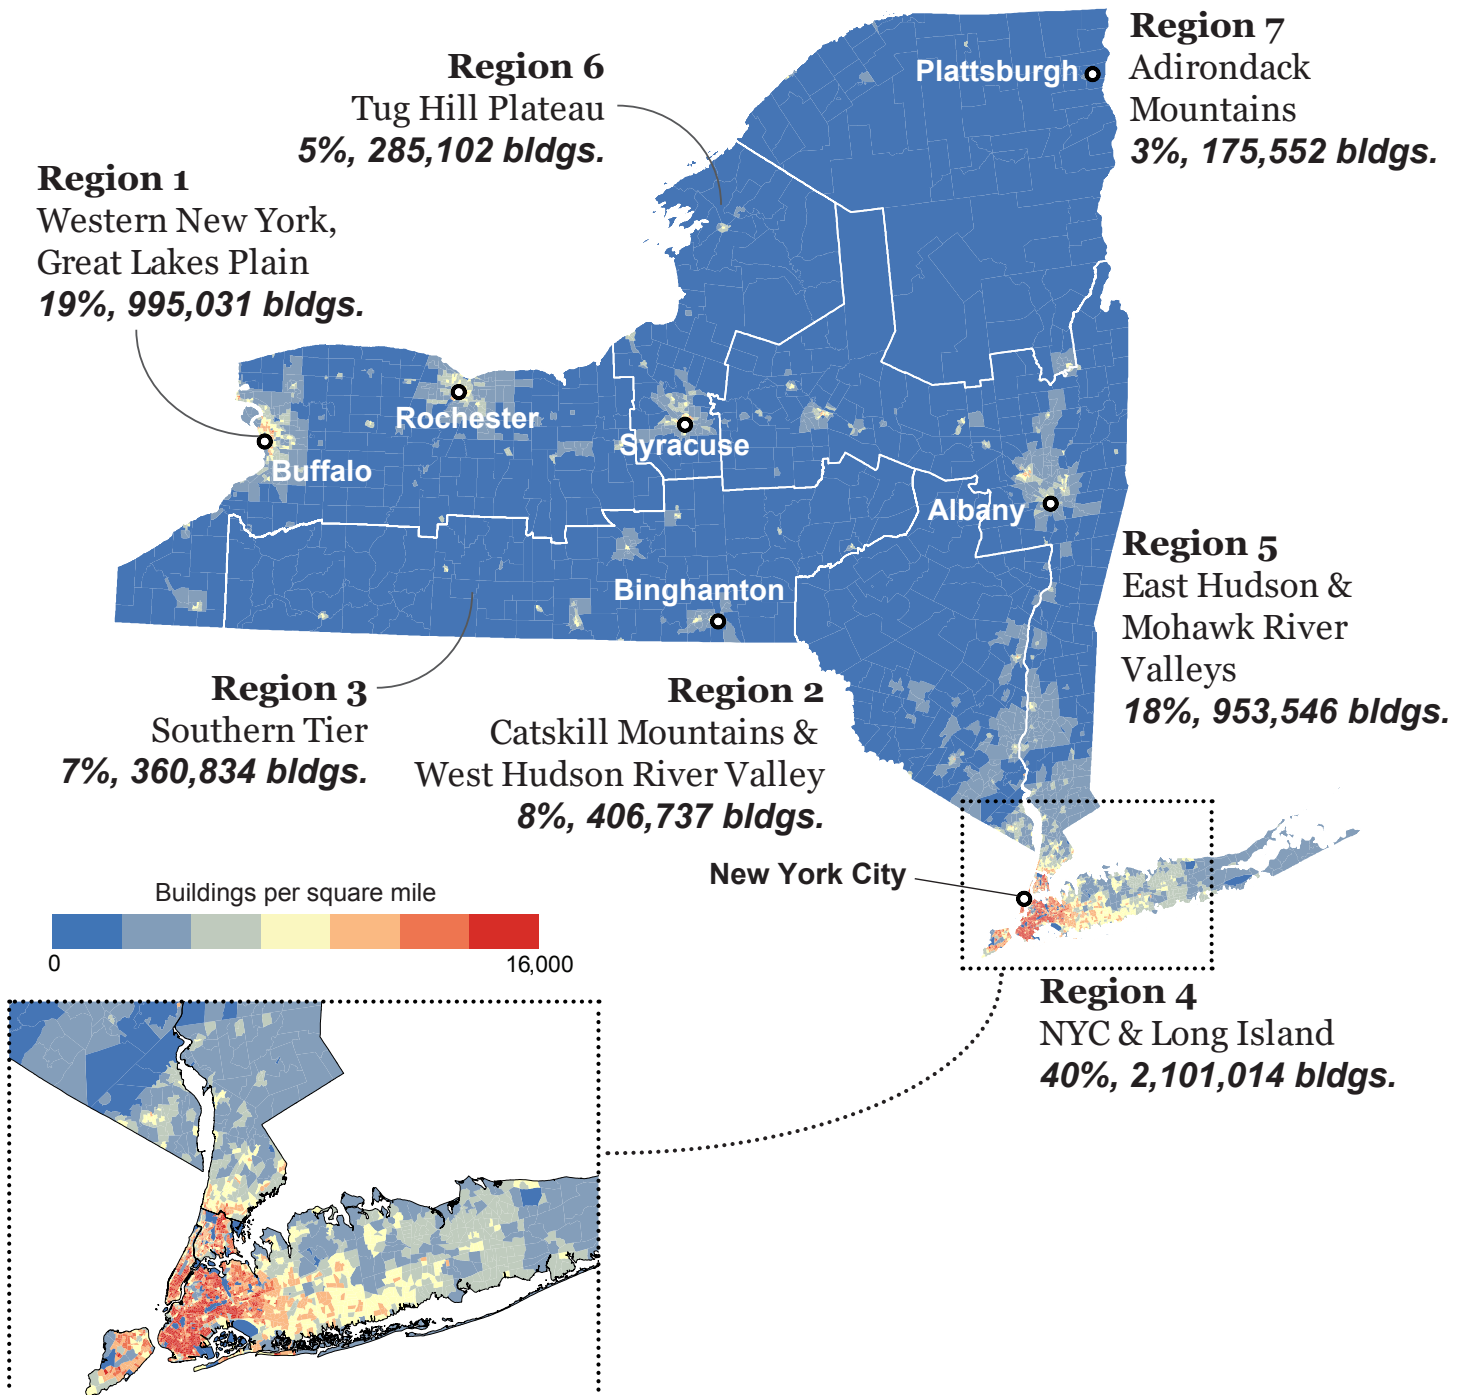 Region 7
Adirondack
Mountains
3%, 175,552 bldgs.
Plattsburgh
Region 6
Tug Hill Plateau
5%, 285,102 bldgs.
Region 1
Western New York,
Great Lakes Plain
19%, 995,031 bldgs.
Rochester
Syracuse
Buffalo
Albany
Binghamton
Region 5
East Hudson &
Mohawk River
Valleys
18%, 953,546 bldgs.
Region 3
Southern Tier
7%, 360,834 bldgs.
Region 2
Catskill Mountains &
West Hudson River Valley
8%, 406,737 bldgs.
New York City
Buildings per square mile
0
16,000
Region 4
NYC & Long Island
40%, 2,101,014 bldgs.